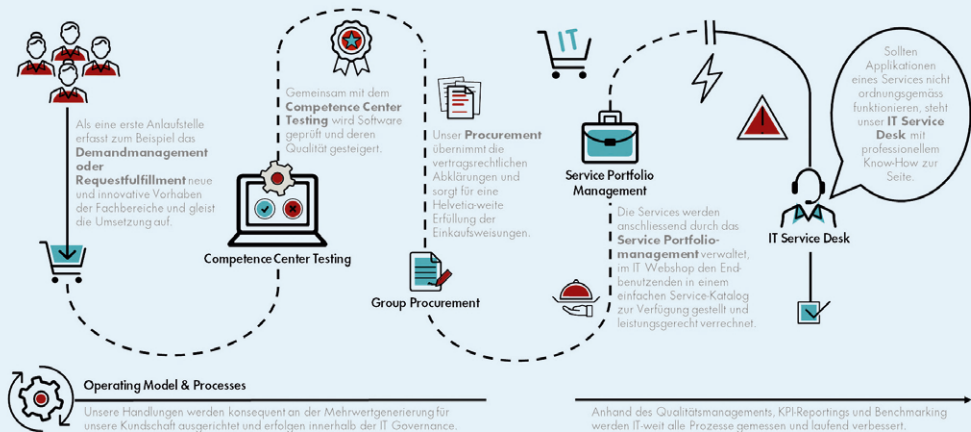 Als eine erste Anlaufstelle
erfasst zum Beispiel das
Demandmanagement
oder
Requestfulfillment neue
und innovative Vorhaben
der Fachbereiche und gleist
die Umsetzung auf.
Gemeinsam mit dem
Competence Center
Testing wird Software
geprüft und deren
Qualität gesteigert.
Competence Center Testing
Unser Procurement
übernimmt die
vertragsrechtlichen
Abklärungen und
sorgt für eine
Helvetia-weite
Erfüllung der
Einkaufsweisungen.
Group Procurement
IT
Service Portfolio
Management
Die Services werden
anschliessend durch das
Service Portfolio-
management verwaltet,
im IT Webshop den End-
benutzenden in einem
einfachen Service-Katalog
zur Verfügung gestellt und
leistungsgerecht verrechnet.
Sollten
Applikationen
eines Services nicht
ordnungsgemäss
funktionieren, steht
unser IT Service
Desk mit
professionellem
Know-How zur
Seite.
IT Service Desk
Operating Model & Processes
Unsere Handlungen werden konsequent an der Mehrwertgenerierung für
unsere Kundschaft ausgerichtet und erfolgen innerhalb der IT Governance.
Anhand des Qualitätsmanagements, KPI-Reportings und Benchmarking
werden IT-weit alle Prozesse gemessen und laufend verbessert.